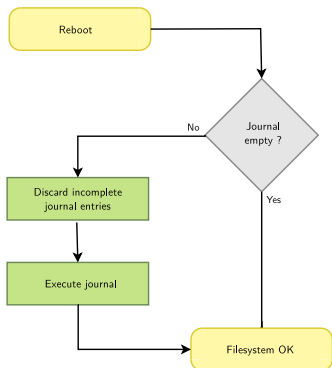 Reboot
Journal
empty ?
No
Yes
Discard incomplete
journal entries
Execute journal
Filesystem OK